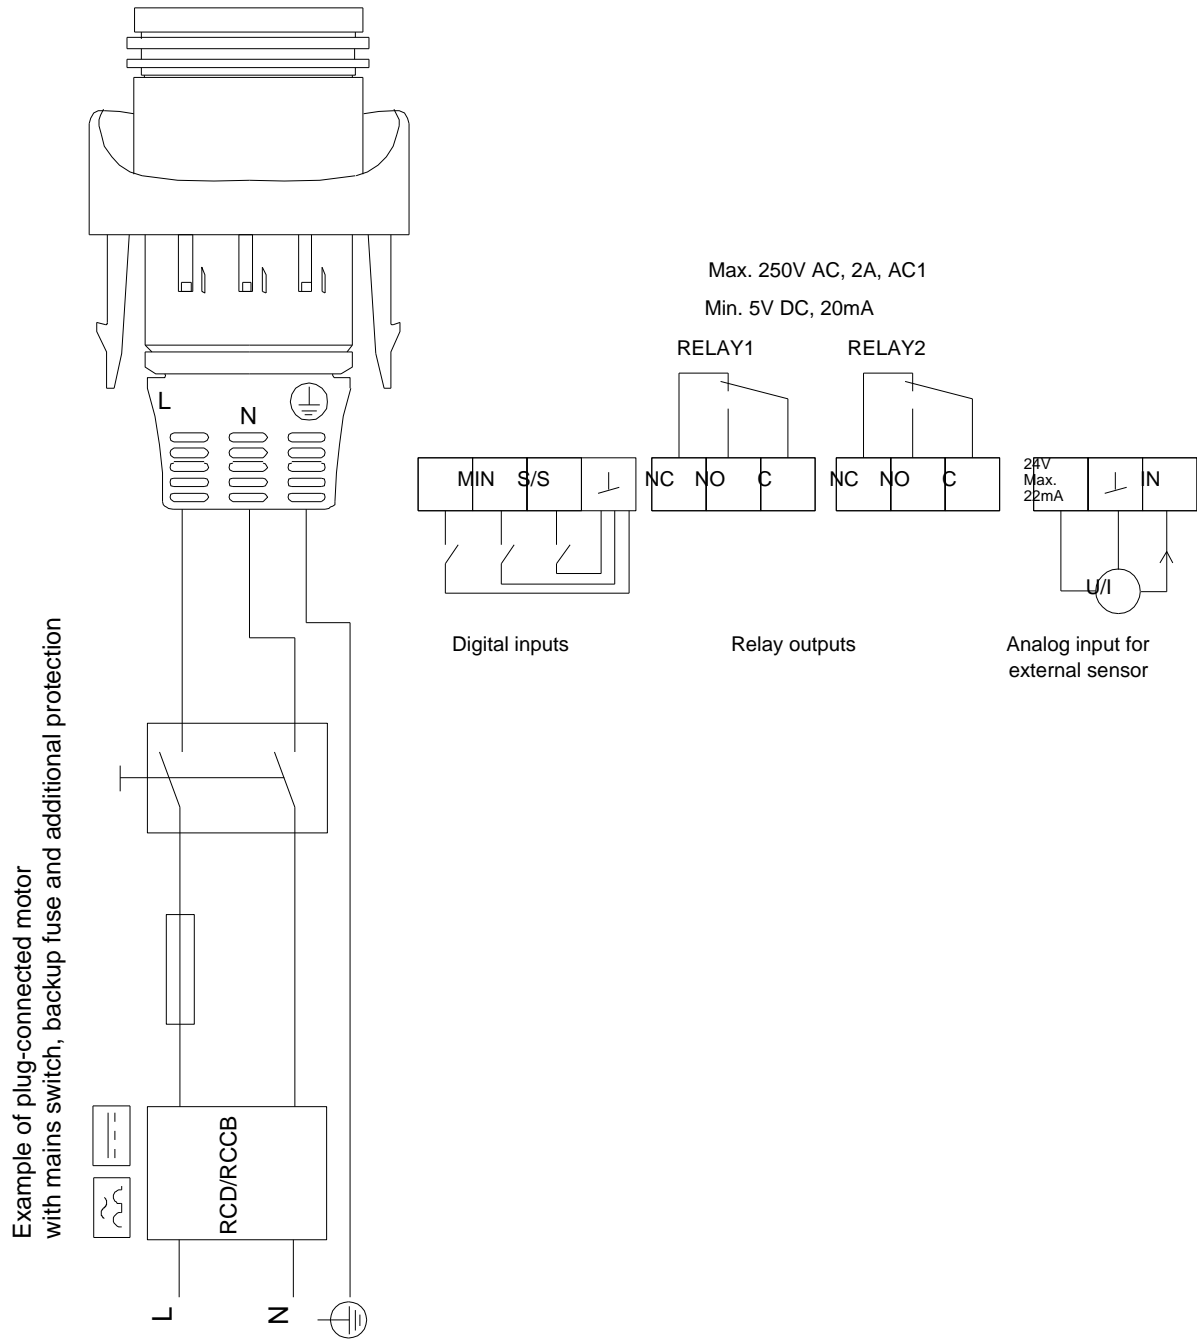 Max. 250V AC, 2A, AC1
Min. 5V DC, 20mA
RELAY1 RELAY2
L
N
MIN S/S NC NO C NC NO C 24V Max. 22mA IN
U/I
Digital inputs
Relay outputs
Analog input for
external sensor
Example of plug-connected motor
with mains switch, backup fuse and additional protection
RCD/RCCB
L
N